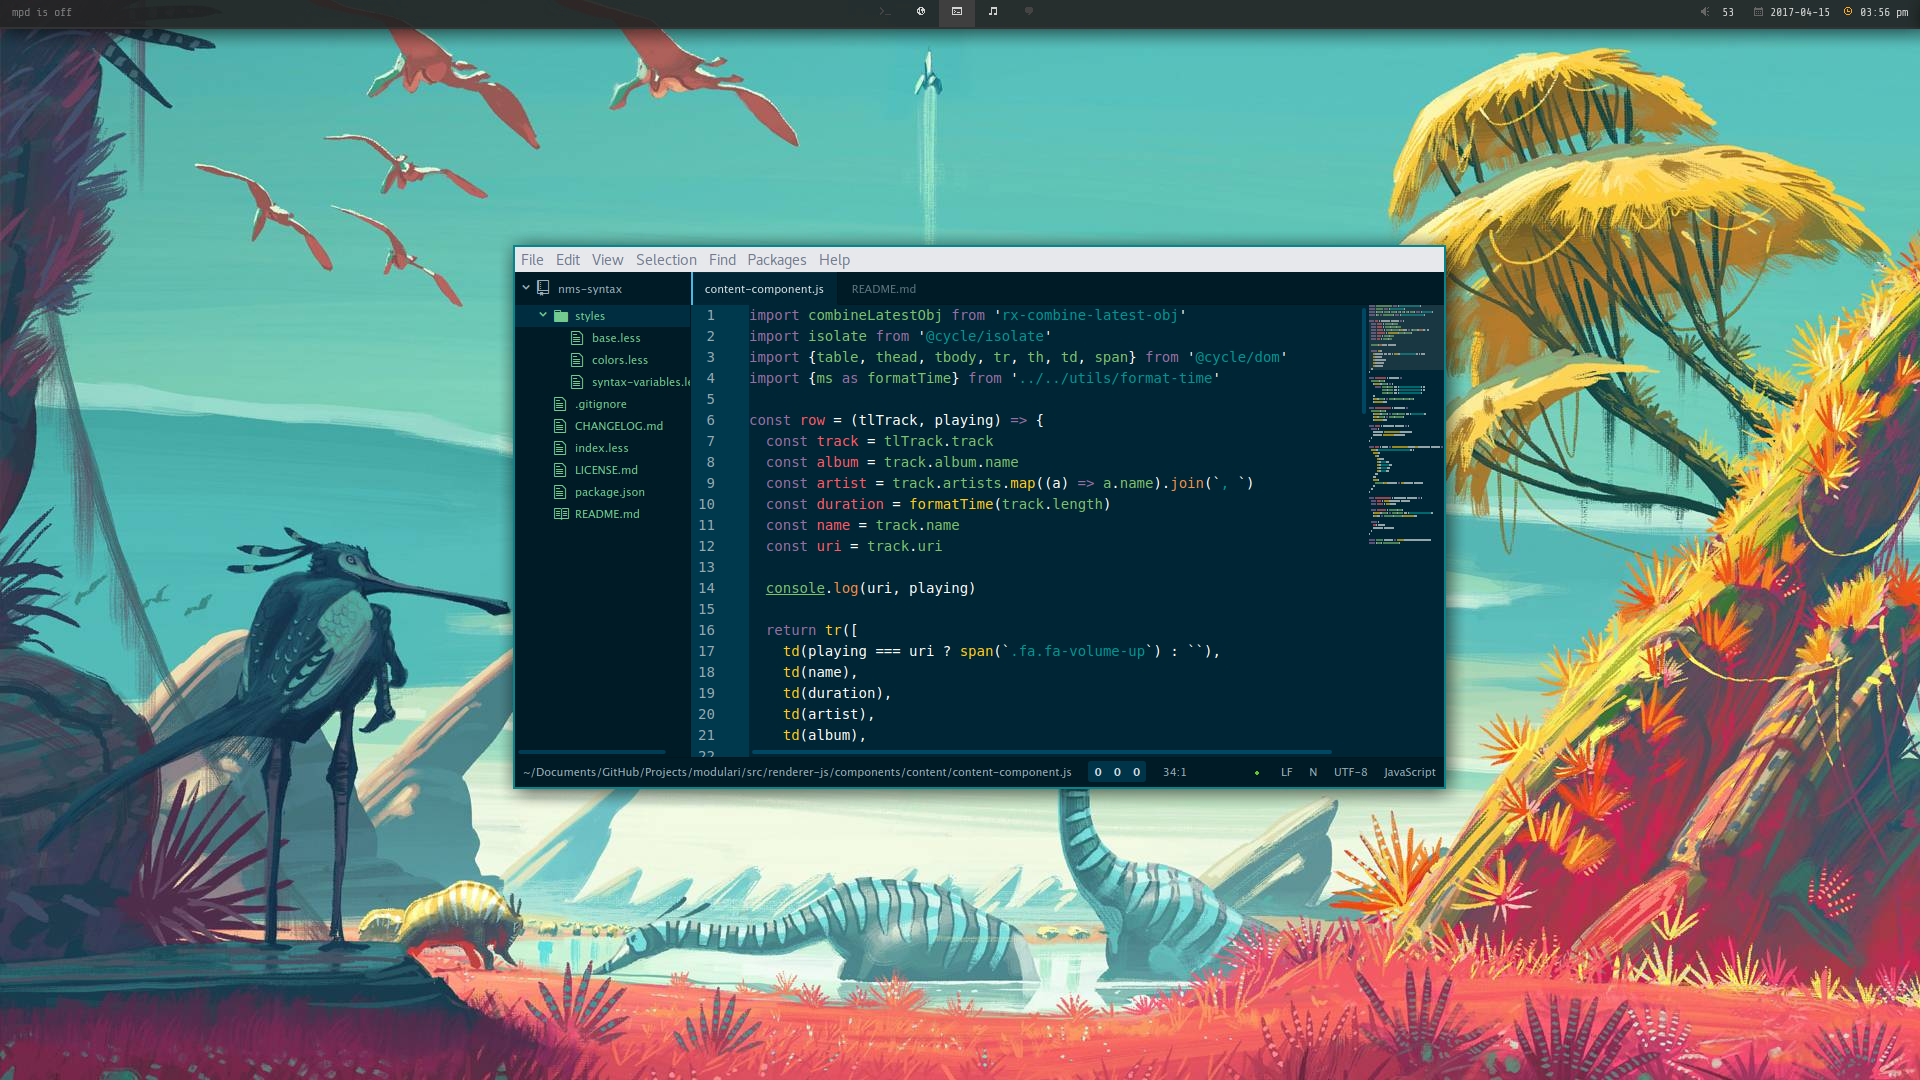 mpd is off
53 2017-04-15 03:56 pm
File Edit View Selection Find Packages Help
nms-syntax
content-component.js README.md
styles
base.less
colors.less
syntax-variables.le
.gitignore
CHANGELOG.md
index.less
LICENSE.md
package.json
README.md
1 import combineLatestObj from 'rx-combine-latest-obj'
2 import isolate from '@cycle/isolate'
3 import {table, thead, tbody, tr, th, td, span} from '@cycle/dom'
4 import {ms as formatTime} from '../../utils/format-time'
5
6 const row = (tlTrack, playing) => {
7   const track = tlTrack.track
8   const album = track.album.name
9   const artist = track.artists.map((a) => a.name).join(`, `)
10   const duration = formatTime(track.length)
11   const name = track.name
12   const uri = track.uri
13
14   console.log(uri, playing)
15
16   return tr([
17     td(playing === uri ? span(`.fa.fa-volume-up`) : ``),
18     td(name),
19     td(duration),
20     td(artist),
21     td(album),
22
~/Documents/GitHub/Projects/modulari/src/renderer-js/components/content/content-component.js 0 0 0 34:1 LF N UTF-8 JavaScript